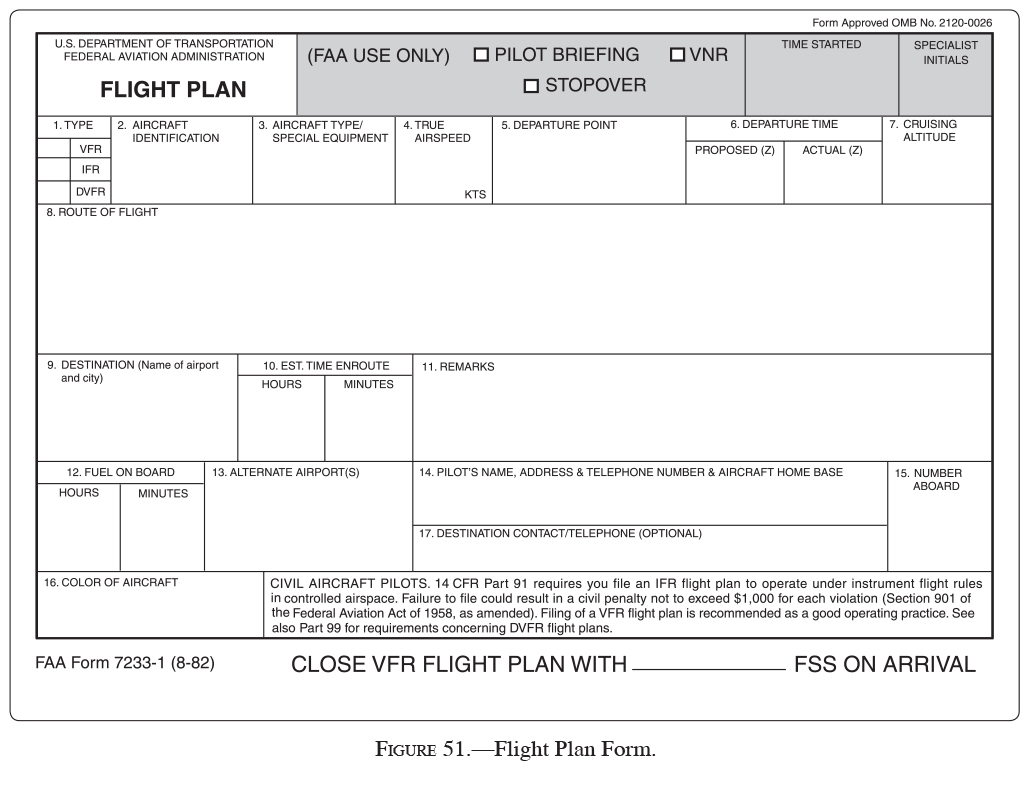 Form Approved OMB No. 2120-0026
U.S. DEPARTMENT OF TRANSPORTATION
FEDERAL AVIATION ADMINISTRATION
FLIGHT PLAN
(FAA USE ONLY) PILOT BRIEFING VNR
STOPOVER
TIME STARTED
SPECIALIST
INITIALS
1. TYPE
VFR
IFR
DVFR
2. AIRCRAFT
IDENTIFICATION
3. AIRCRAFT TYPE/
SPECIAL EQUIPMENT
4. TRUE
AIRSPEED
KTS
5. DEPARTURE POINT
6. DEPARTURE TIME
PROPOSED (Z) ACTUAL (Z)
7. CRUISING
ALTITUDE
8. ROUTE OF FLIGHT
9. DESTINATION (Name of airport
and city)
10. EST. TIME ENROUTE
HOURS MINUTES
11. REMARKS
12. FUEL ON BOARD
HOURS MINUTES
13. ALTERNATE AIRPORT(S)
14. PILOT'S NAME, ADDRESS & TELEPHONE NUMBER & AIRCRAFT HOME BASE
17. DESTINATION CONTACT/TELEPHONE (OPTIONAL)
15. NUMBER
ABOARD
16. COLOR OF AIRCRAFT
CIVIL AIRCRAFT PILOTS. 14 CFR Part 91 requires you file an IFR flight plan to operate under instrument flight rules
in controlled airspace. Failure to file could result in a civil penalty not to exceed $1,000 for each violation (Section 901 of
the Federal Aviation Act of 1958, as amended). Filing of a VFR flight plan is recommended as a good operating practice. See
also Part 99 for requirements concerning DVFR flight plans.
FAA Form 7233-1 (8-82)
CLOSE VFR FLIGHT PLAN WITH ________ FSS ON ARRIVAL
FIGURE 51.—Flight Plan Form.